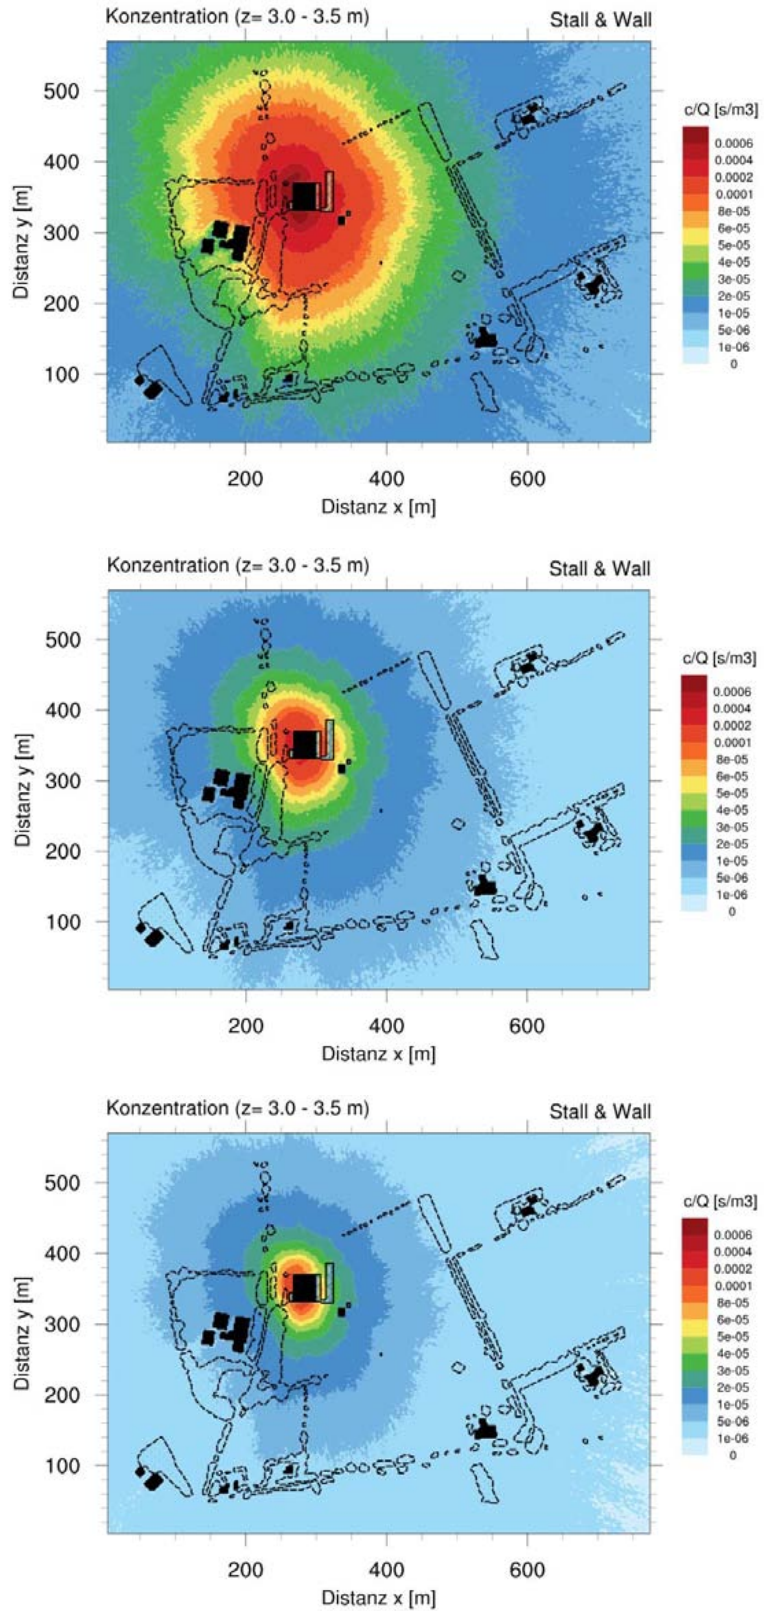 Konzentration (z= 3.0 - 3.5 m) Stall & Wall
c/Q [s/m3]
0.0006
0.0004
0.0002
0.0001
8e-05
6e-05
5e-05
4e-05
3e-05
2e-05
1e-05
5e-06
1e-06
0
Distanz y [m]
500
400
300
200
100
200 400 600
Distanz x [m]
Konzentration (z= 3.0 - 3.5 m) Stall & Wall
c/Q [s/m3]
0.0006
0.0004
0.0002
0.0001
8e-05
6e-05
5e-05
4e-05
3e-05
2e-05
1e-05
5e-06
1e-06
0
Distanz y [m]
500
400
300
200
100
200 400 600
Distanz x [m]
Konzentration (z= 3.0 - 3.5 m) Stall & Wall
c/Q [s/m3]
0.0006
0.0004
0.0002
0.0001
8e-05
6e-05
5e-05
4e-05
3e-05
2e-05
1e-05
5e-06
1e-06
0
Distanz y [m]
500
400
300
200
100
200 400 600
Distanz x [m]